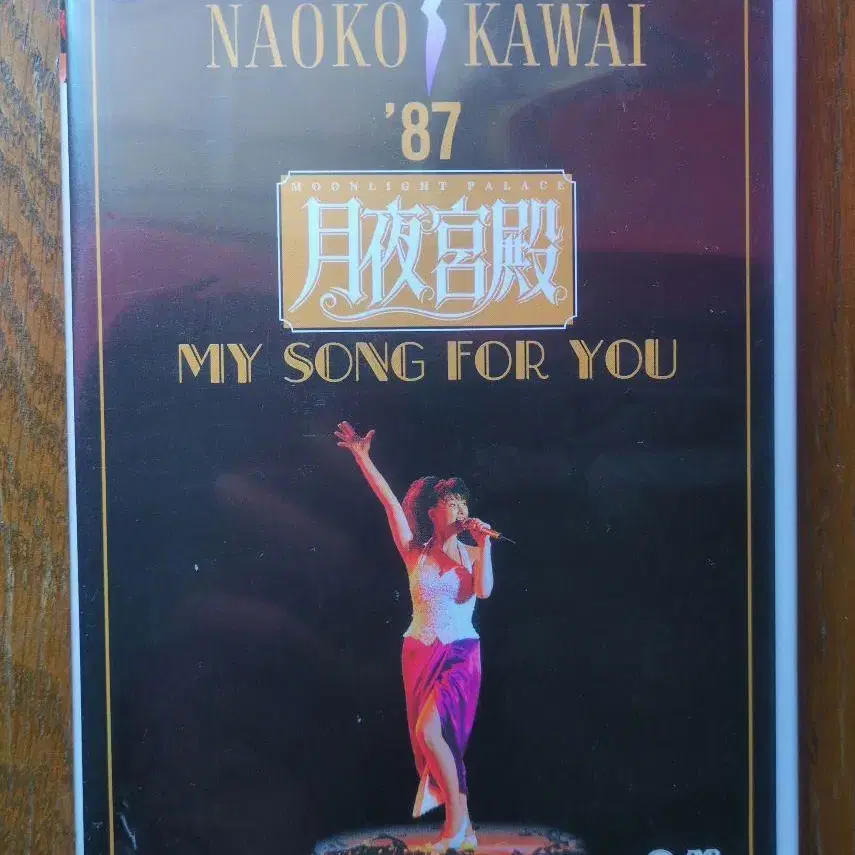 NAOKO KAWAI
'87
MOONLIGHT PALACE
月夜宮殿
MY SONG FOR YOU